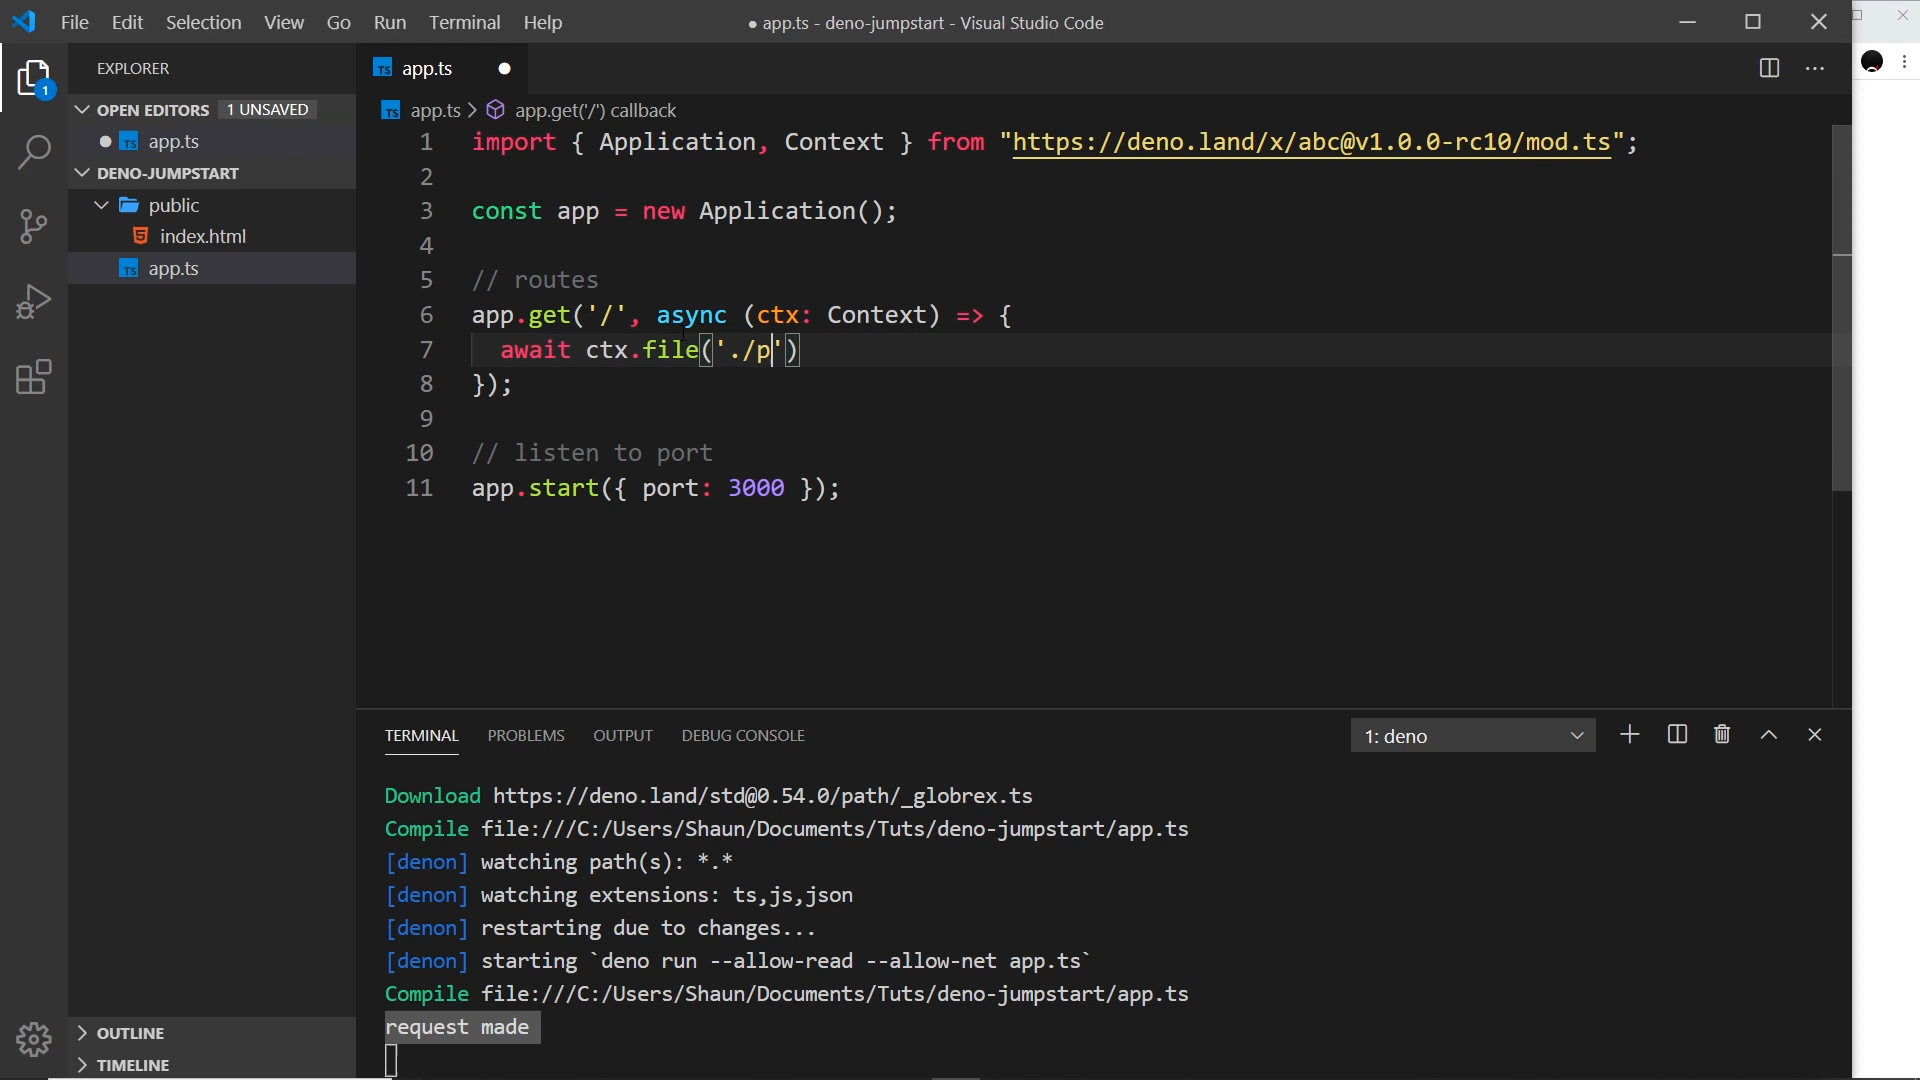 File Edit Selection View Go Run Terminal Help
● app.ts - deno-jumpstart - Visual Studio Code
EXPLORER
OPEN EDITORS 1 UNSAVED
TS app.ts
DENO-JUMPSTART
public
5 index.html
TS app.ts
OUTLINE
TIMELINE
1
TS app.ts ●
TS app.ts > app.get('/') callback
1 import { Application, Context } from "https://deno.land/x/abc@v1.0.0-rc10/mod.ts";
2
3 const app = new Application();
4
5 // routes
6 app.get('/', async (ctx: Context) => {
7 await ctx.file('./p')
8 });
9
10 // listen to port
11 app.start({ port: 3000 });
TERMINAL PROBLEMS OUTPUT DEBUG CONSOLE 1: deno
Download https://deno.land/std@0.54.0/path/_globrex.ts
Compile file:///C:/Users/Shaun/Documents/Tuts/deno-jumpstart/app.ts
[denon] watching path(s): *.*
[denon] watching extensions: ts,js,json
[denon] restarting due to changes...
[denon] starting `deno run --allow-read --allow-net app.ts`
Compile file:///C:/Users/Shaun/Documents/Tuts/deno-jumpstart/app.ts
request made